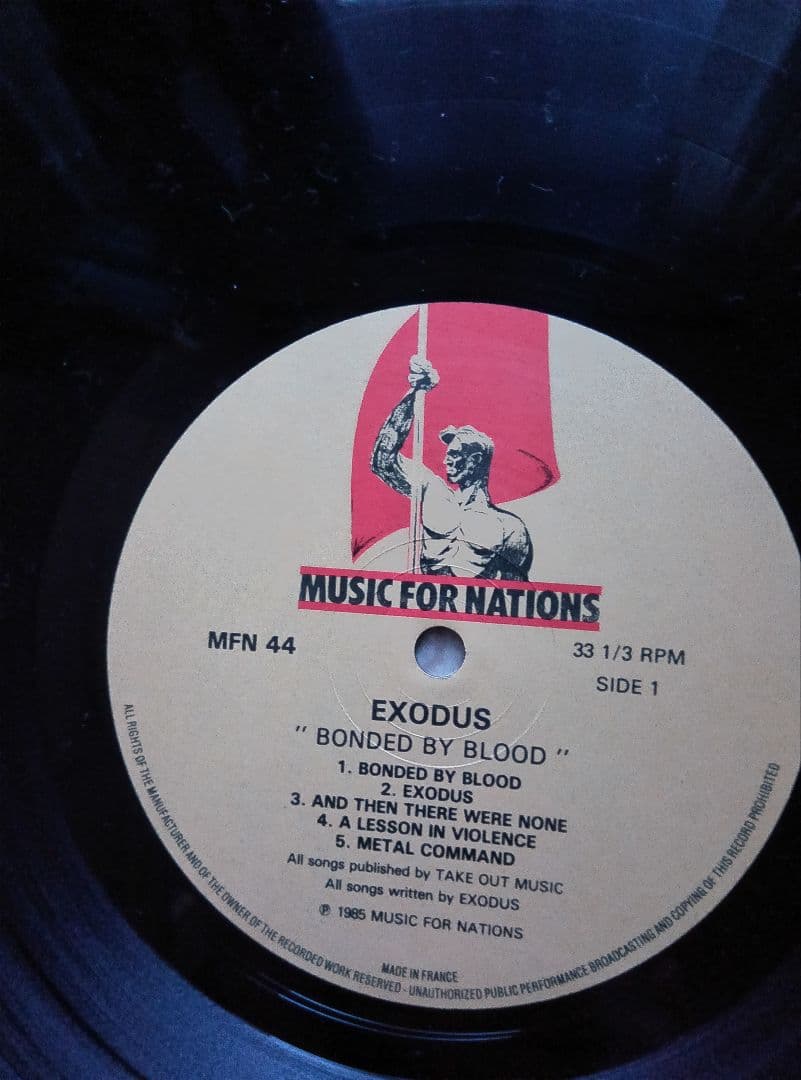 MUSIC FOR NATIONS
MFN 44
33 1/3 RPM
SIDE 1
EXODUS
" BONDED BY BLOOD "
1. BONDED BY BLOOD
2. EXODUS
3. AND THEN THERE WERE NONE
4. A LESSON IN VIOLENCE
5. METAL COMMAND
All songs published by TAKE OUT MUSIC
All songs written by EXODUS
℗ 1985 MUSIC FOR NATIONS
MADE IN FRANCE
ALL RIGHTS OF THE MANUFACTURER AND OF THE OWNER OF THE RECORDED WORK RESERVED - UNAUTHORIZED PUBLIC PERFORMANCE BROADCASTING AND COPYING OF THIS RECORD PROHIBITED